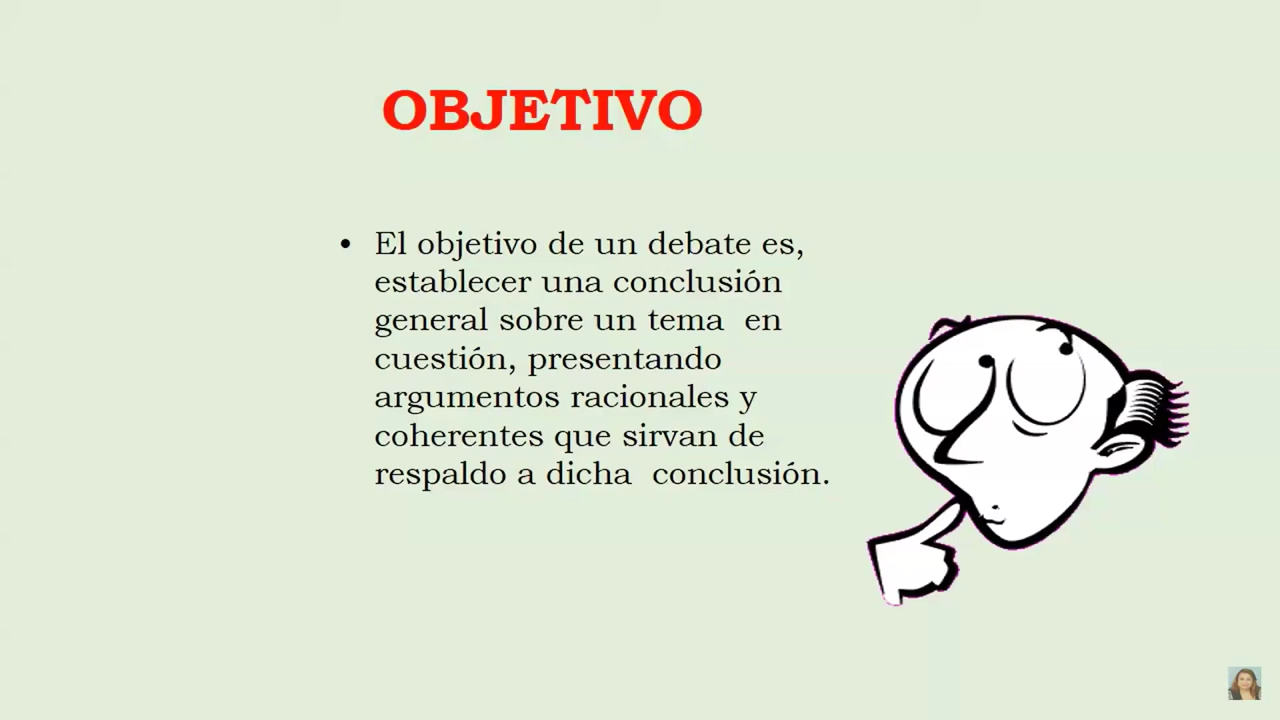 OBJETIVO
• El objetivo de un debate es,
establecer una conclusión
general sobre un tema  en
cuestión, presentando
argumentos racionales y
coherentes que sirvan de
respaldo a dicha  conclusión.